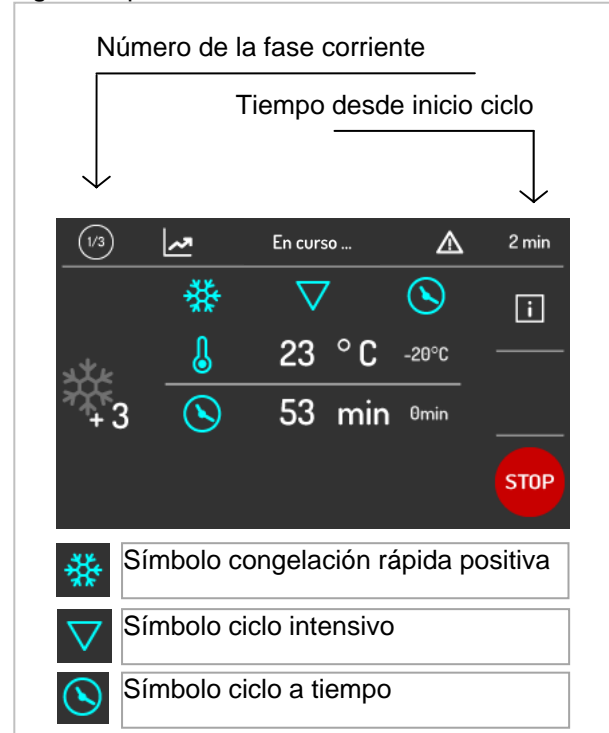 Número de la fase corriente
Tiempo desde inicio ciclo
1/3
En curso ...
2 min
i
23 °C -20°C
+3
53 min 0min
STOP
Símbolo congelación rápida positiva
Símbolo ciclo intensivo
Símbolo ciclo a tiempo